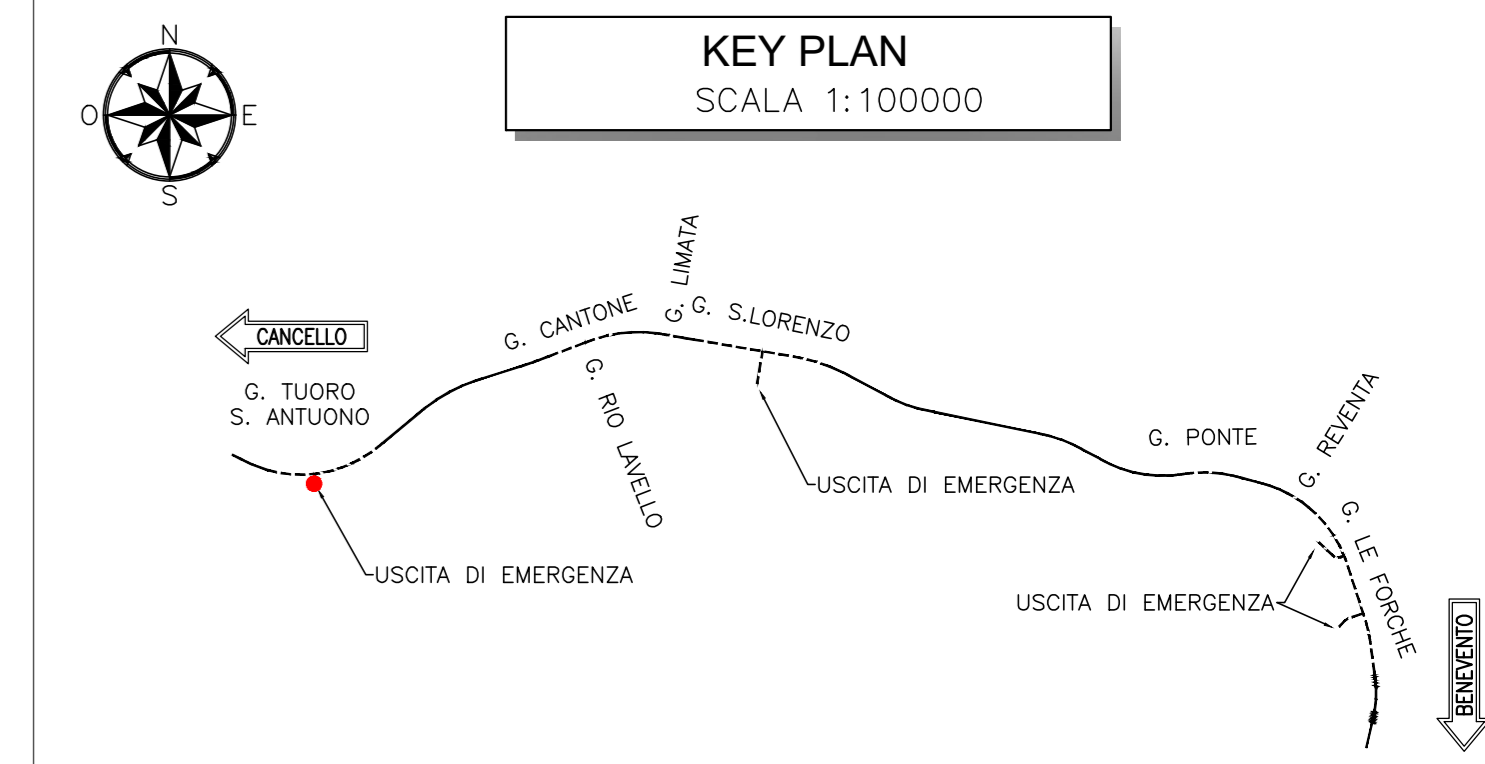 N
O
E
S
KEY PLAN
SCALA 1:100000
CANCELLO
G. TUORO
S. ANTUONO
G. CANTONE
G. RIO LAVELLO
G. LIMATA
G. S.LORENZO
USCITA DI EMERGENZA
USCITA DI EMERGENZA
G. PONTE
G. REVENTA
G. LE FORCHE
USCITA DI EMERGENZA
BENEVENTO